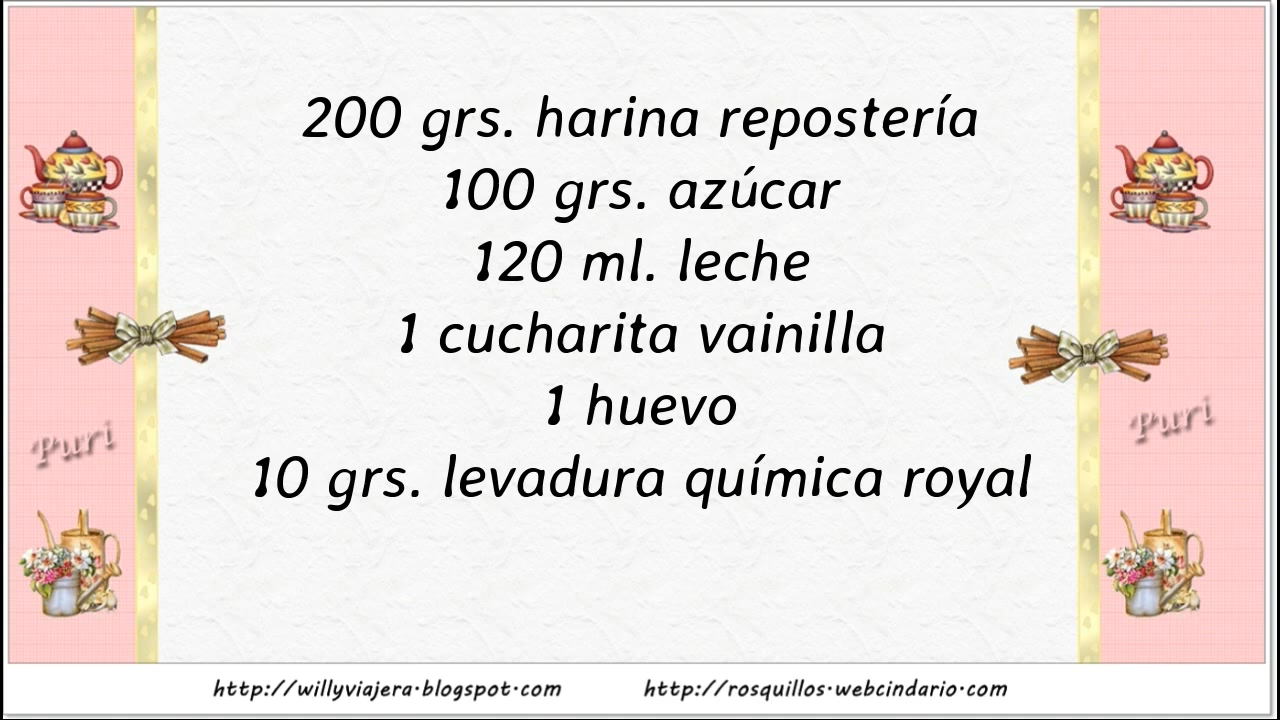 200 grs. harina repostería
100 grs. azúcar
120 ml. leche
1 cucharita vainilla
1 huevo
10 grs. levadura química royal
Puri
Puri
http://willyviajera.blogspot.com
http://rosquillos.webcindario.com